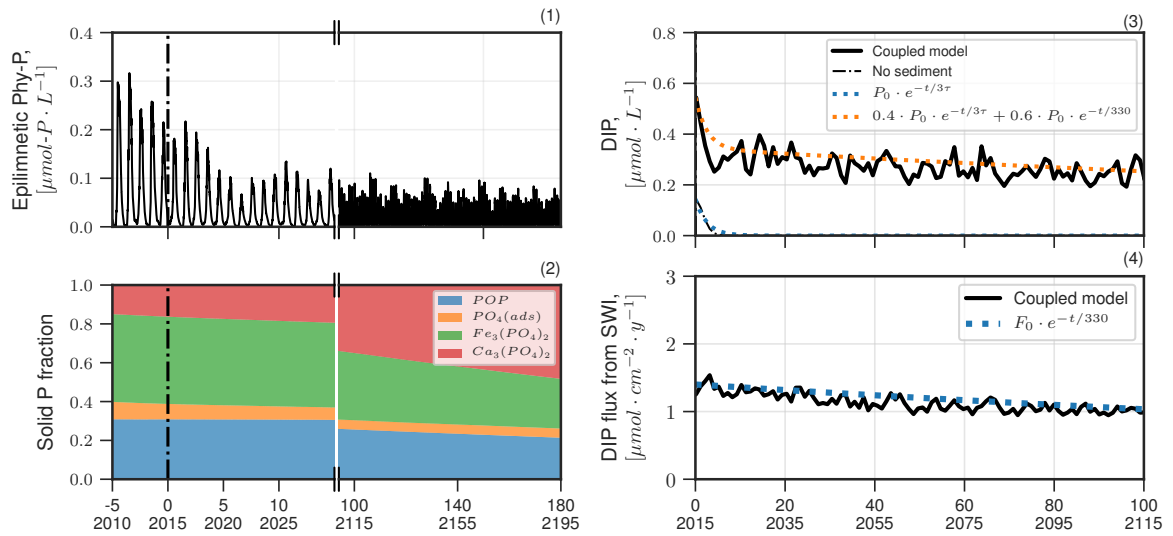 (1)
Epilimnetic Phy-P,
[μmol-P · L⁻¹]
0.4
0.3
0.2
0.1
0.0
(2)
Solid P fraction
1.0
0.8
0.6
0.4
0.2
0.0
POP
PO₄(ads)
Fe₃(PO₄)₂
Ca₃(PO₄)₂
-5 0 5 10 100 140 180
2010 2015 2020 2025 2115 2155 2195
(3)
DIP,
[μmol · L⁻¹]
0.8
0.6
0.4
0.2
0.0
Coupled model
No sediment
P₀ · e^{−t/3τ}
0.4 · P₀ · e^{−t/3τ} + 0.6 · P₀ · e^{−t/330}
(4)
DIP flux from SWI,
[μmol · cm⁻² · y⁻¹]
3
2
1
0
Coupled model
F₀ · e^{−t/330}
0 20 40 60 80 100
2015 2035 2055 2075 2095 2115